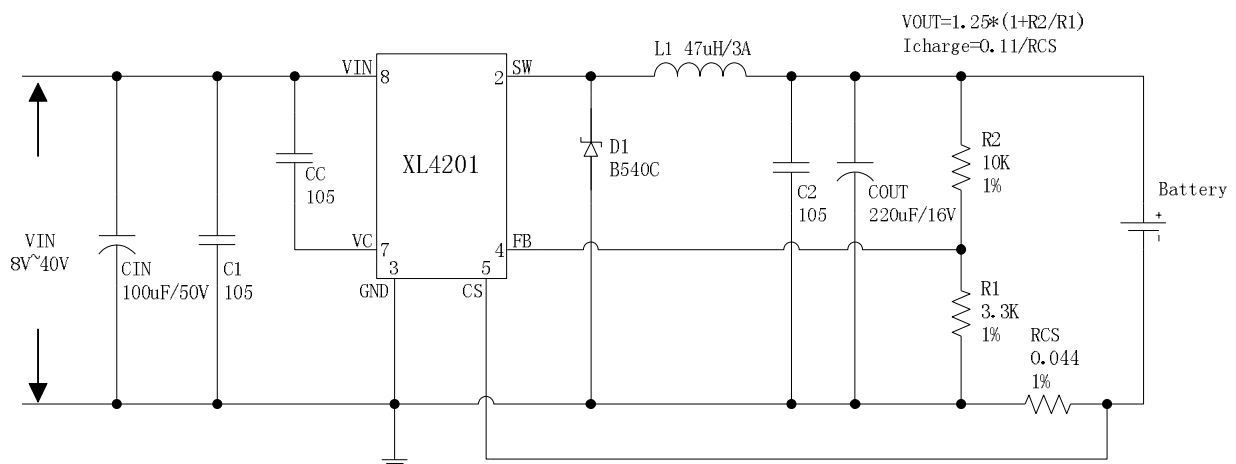 VOUT=1.25*(1+R2/R1)
Icharge=0.11/RCS
L1 47uH/3A
VIN
8
2
SW
XL4201
D1
B540C
R2
10K
1%
CC
105
C2
105
COUT
220uF/16V
Battery
+
-
VIN
8V~40V
VC
7
4
FB
3
5
GND
CS
CIN
100uF/50V
C1
105
R1
3.3K
1%
RCS
0.044
1%